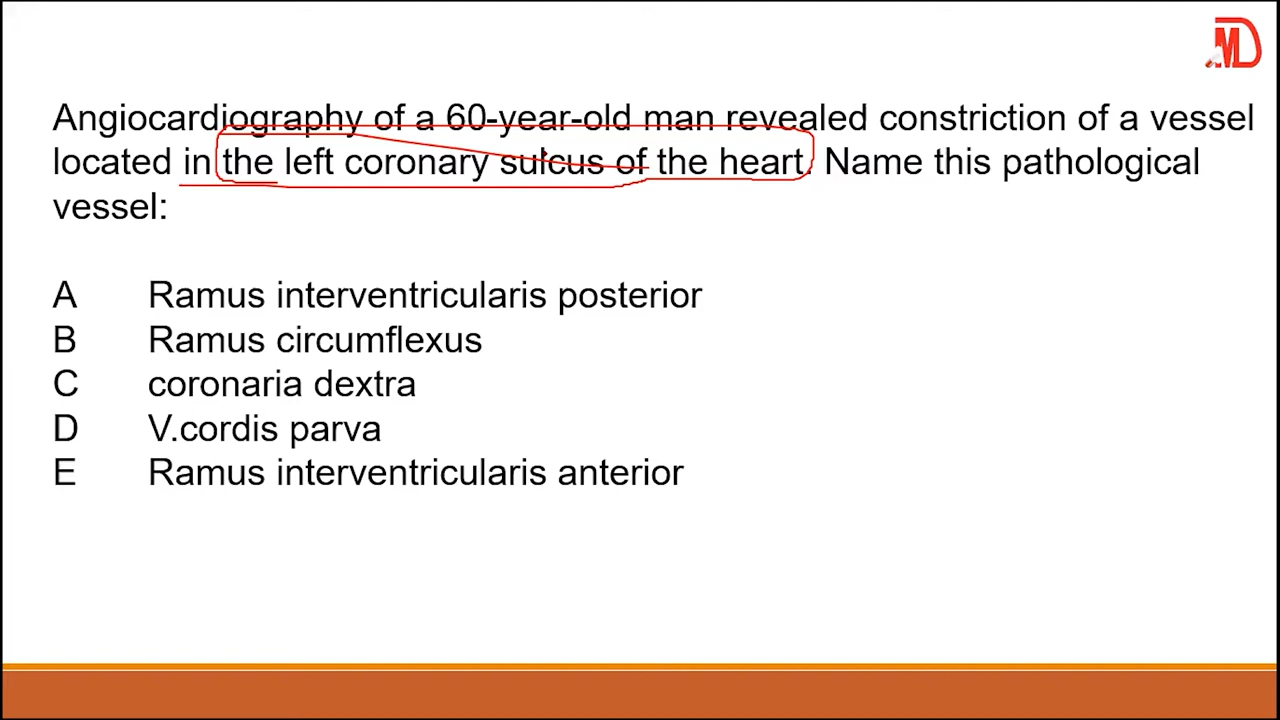 MD
Angiocardiography of a 60-year-old man revealed constriction of a vessel
located in the left coronary sulcus of the heart. Name this pathological
vessel:
A Ramus interventricularis posterior
B Ramus circumflexus
C coronaria dextra
D V.cordis parva
E Ramus interventricularis anterior